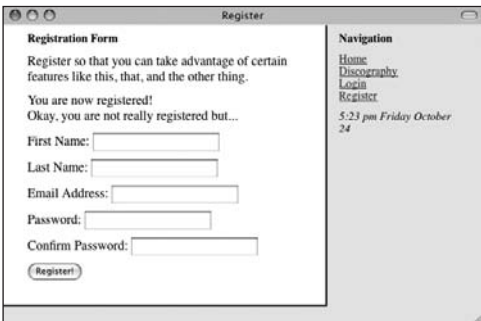 Register
Registration Form
Register so that you can take advantage of certain
features like this, that, and the other thing.
You are now registered!
Okay, you are not really registered but...
First Name:
Last Name:
Email Address:
Password:
Confirm Password:
Register!
Navigation
Home
Discography
Login
Register
5:23 pm Friday October
24